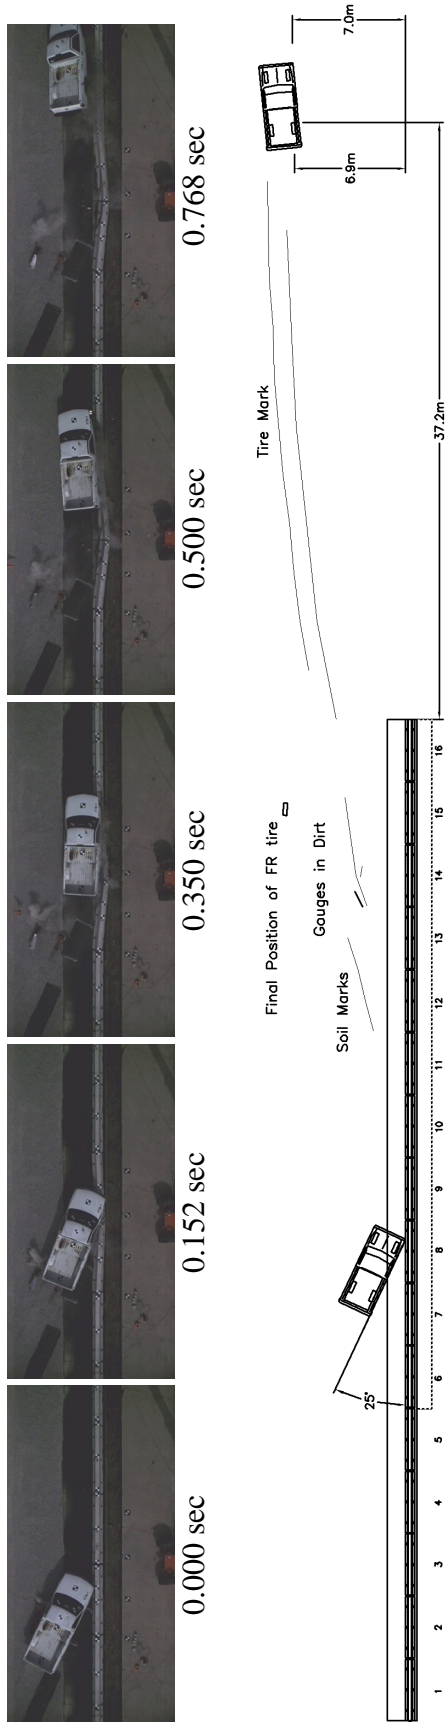 0.000 sec
0.152 sec
0.350 sec
0.500 sec
0.768 sec
Final Position of FR tire
Gouges in Dirt
Soil Marks
Tire Mark
7.0m
6.9m
37.2m
25°
1 2 3 4 5 6 7 8 9 10 11 12 13 14 15 16